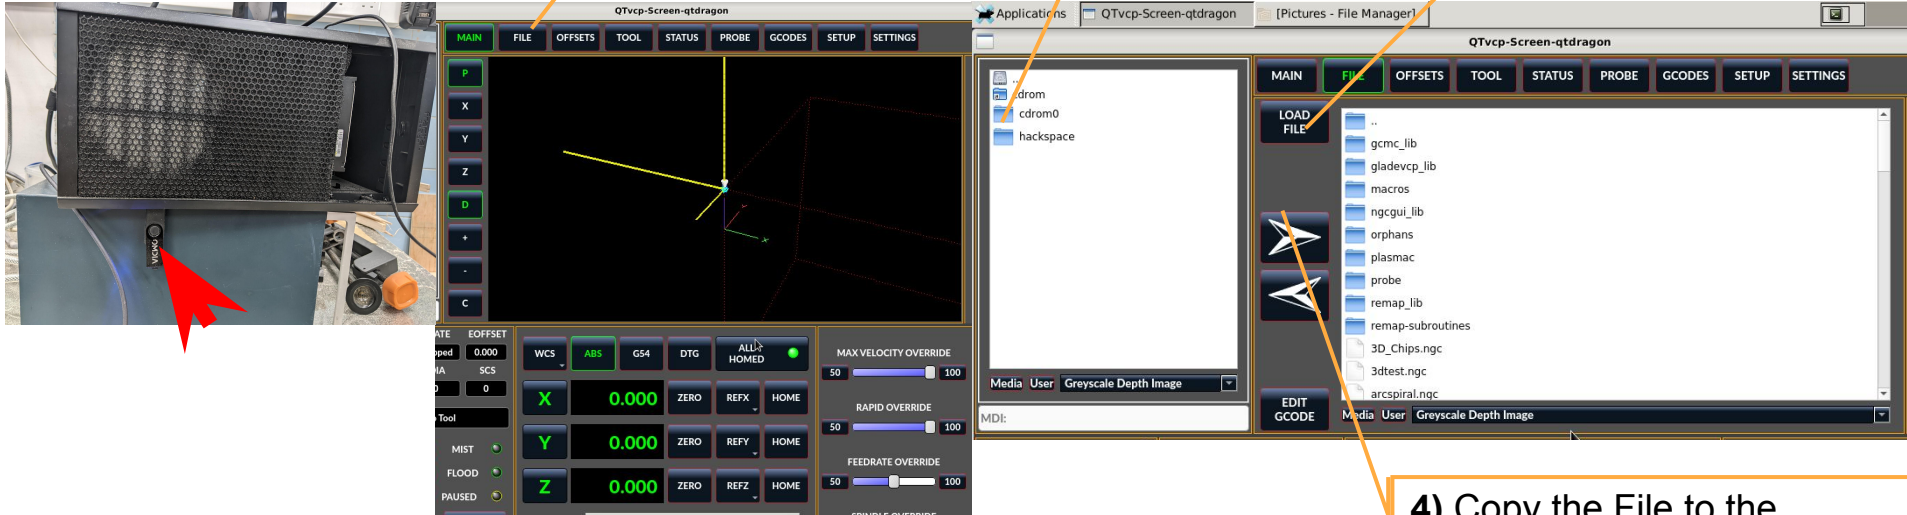 VICMO
QTvcp-Screen-qtdragon
MAIN FILE OFFSETS TOOL STATUS PROBE GCODES SETUP SETTINGS
P
X
Y
Z
D
+
-
C
X
EOFFSET
0.000
SCS
0
Tool
MIST
FLOOD
PAUSED
WCS ABS G54 DTG ALL HOMED
X 0.000 ZERO REFX HOME
Y 0.000 ZERO REFY HOME
Z 0.000 ZERO REFZ HOME
MAX VELOCITY OVERRIDE
50 100
RAPID OVERRIDE
50 100
FEEDRATE OVERRIDE
50 100
SPINDLE OVERRIDE
Applications QTvcp-Screen-qtdragon [Pictures - File Manager]
QTvcp-Screen-qtdragon
..
cdrom
cdrom0
hackspace
Media User Greyscale Depth Image
MDI:
MAIN FILE OFFSETS TOOL STATUS PROBE GCODES SETUP SETTINGS
LOAD
FILE
EDIT
GCODE
..
gcmc_lib
gladevcp_lib
macros
ngcgui_lib
orphans
plasmac
probe
remap_lib
remap-subroutines
3D_Chips.ngc
3dtest.ngc
arcspiral.ngc
Media User Greyscale Depth Image
4) Copy the File to the